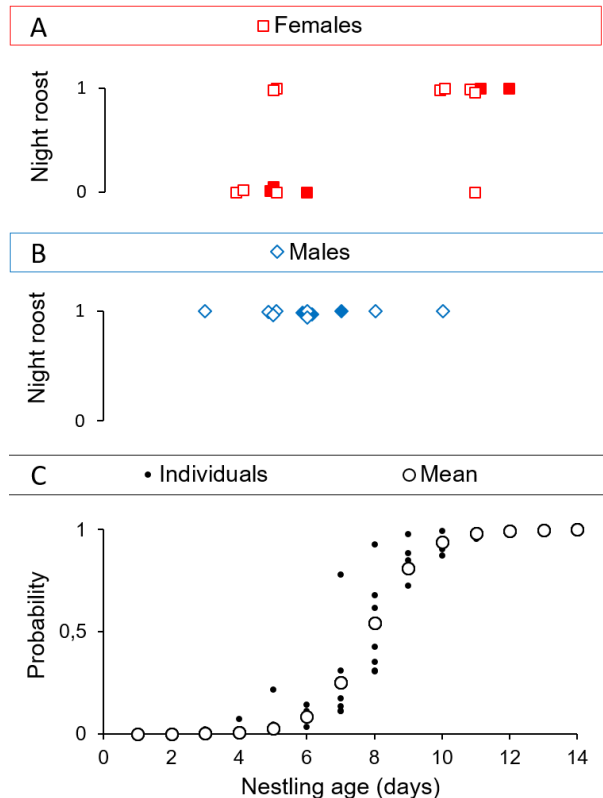 A
Females
1
Night roost
0
B
Males
1
Night roost
0
C
Individuals
Mean
1
Probability
0,5
0
0 2 4 6 8 10 12 14
Nestling age (days)